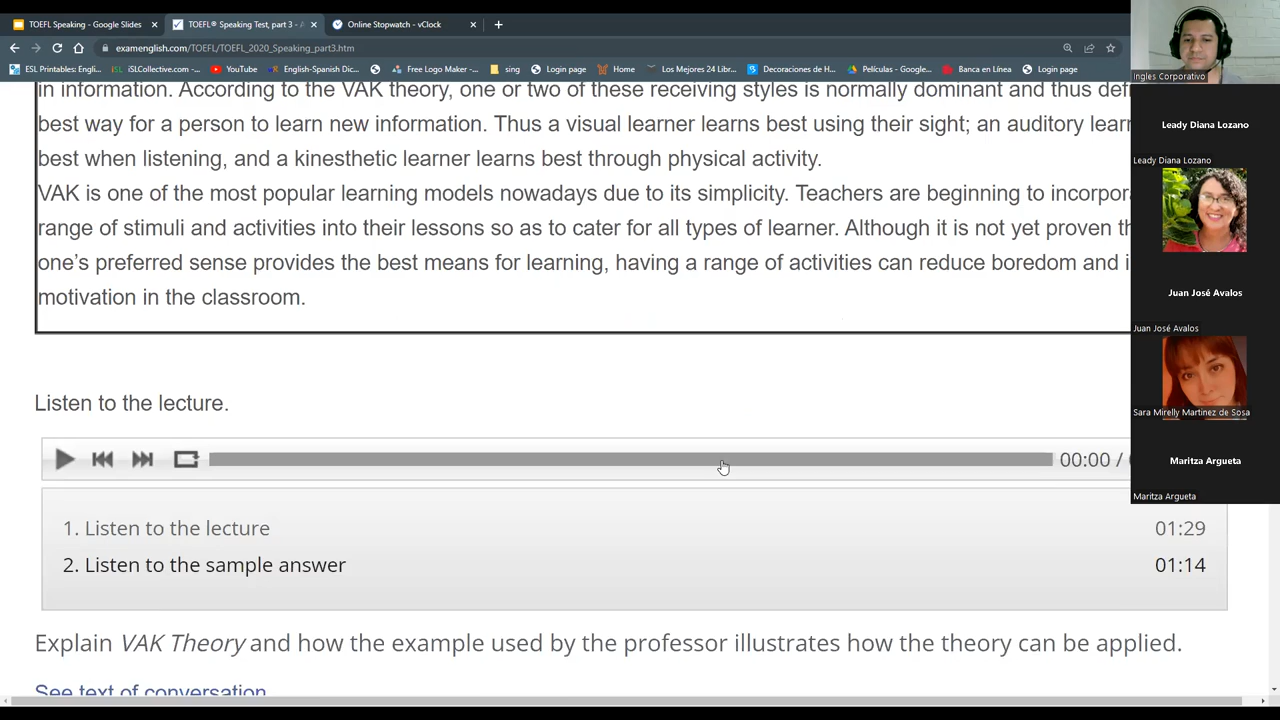 TOEFL Speaking - Google Slides
TOEFL® Speaking Test, part 3 - A
Online Stopwatch - vClock
examenglish.com/TOEFL/TOEFL_2020_Speaking_part3.htm
ESL Printables: Engli...
iSLCollective.com -...
YouTube
English-Spanish Dic...
Free Logo Maker -...
sing
Login page
Home
Los Mejores 24 Libr...
Decoraciones de H...
Películas - Google...
Banca en Línea
Login page
in information. According to the VAK theory, one or two of these receiving styles is normally dominant and thus
best way for a person to learn new information. Thus a visual learner learns best using their sight; an auditory
best when listening, and a kinesthetic learner learns best through physical activity.
VAK is one of the most popular learning models nowadays due to its simplicity. Teachers are beginning to
range of stimuli and activities into their lessons so as to cater for all types of learner. Although it is not yet proven
one's preferred sense provides the best means for learning, having a range of activities can reduce boredom and
motivation in the classroom.
Listen to the lecture.
00:00 /
1. Listen to the lecture 01:29
2. Listen to the sample answer 01:14
Explain VAK Theory and how the example used by the professor illustrates how the theory can be applied.
See text of conversation
Ingles Corporativo
Leady Diana Lozano
Leady Diana Lozano
Juan José Avalos
Juan José Avalos
Sara Mirelly Martinez de Sosa
Maritza Argueta
Maritza Argueta